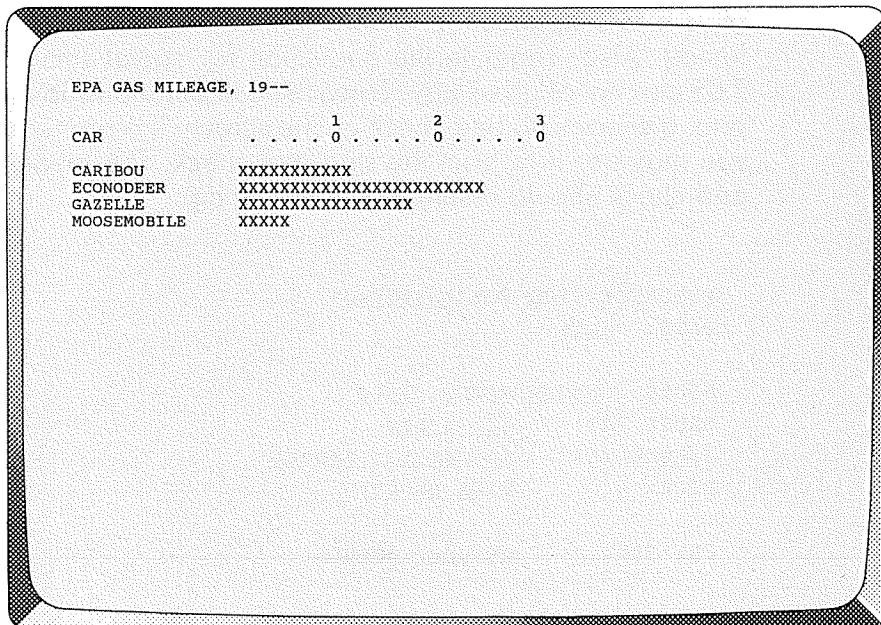 EPA GAS MILEAGE, 19--
1 2 3
CAR . . . . 0 . . . . 0 . . . . 0
CARIBOU XXXXXXXXXXX
ECONODEER XXXXXXXXXXXXXXXXXXXXXXXX
GAZELLE XXXXXXXXXXXXXXXXX
MOOSEMOBILE XXXXX